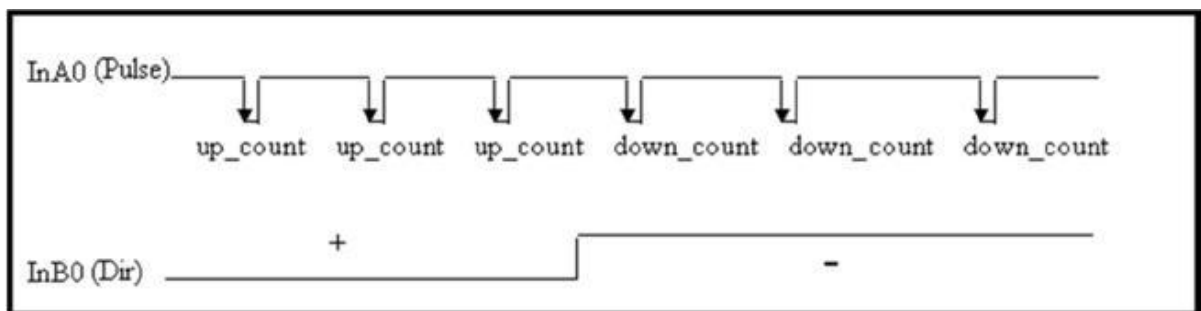 InA0 (Pulse)
up_count up_count up_count down_count down_count down_count
+
InB0 (Dir)
-